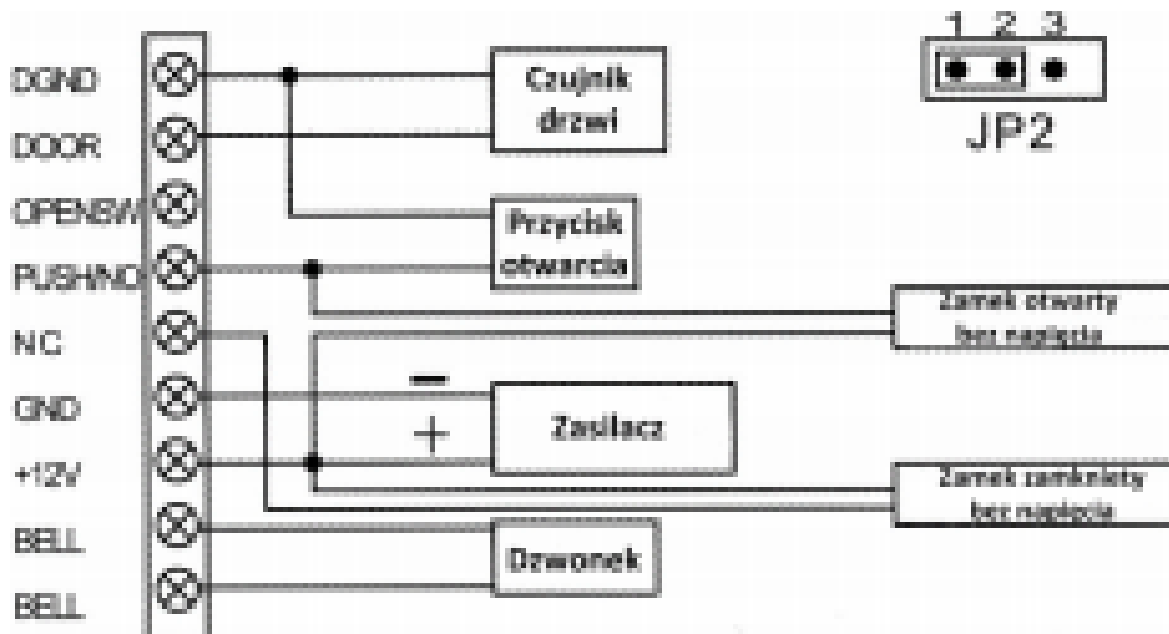 1 2 3
JP2
DGND
DOOR
OPENSW
PUSH/NO
NC
GND
+12V
BELL
BELL
Czujnik
drzwi
Przycisk
otwarcia
Zamek otwarty
bez napięcia
−
+
Zasilacz
Zamek zamkniety
bez napięcia
Dzwonek